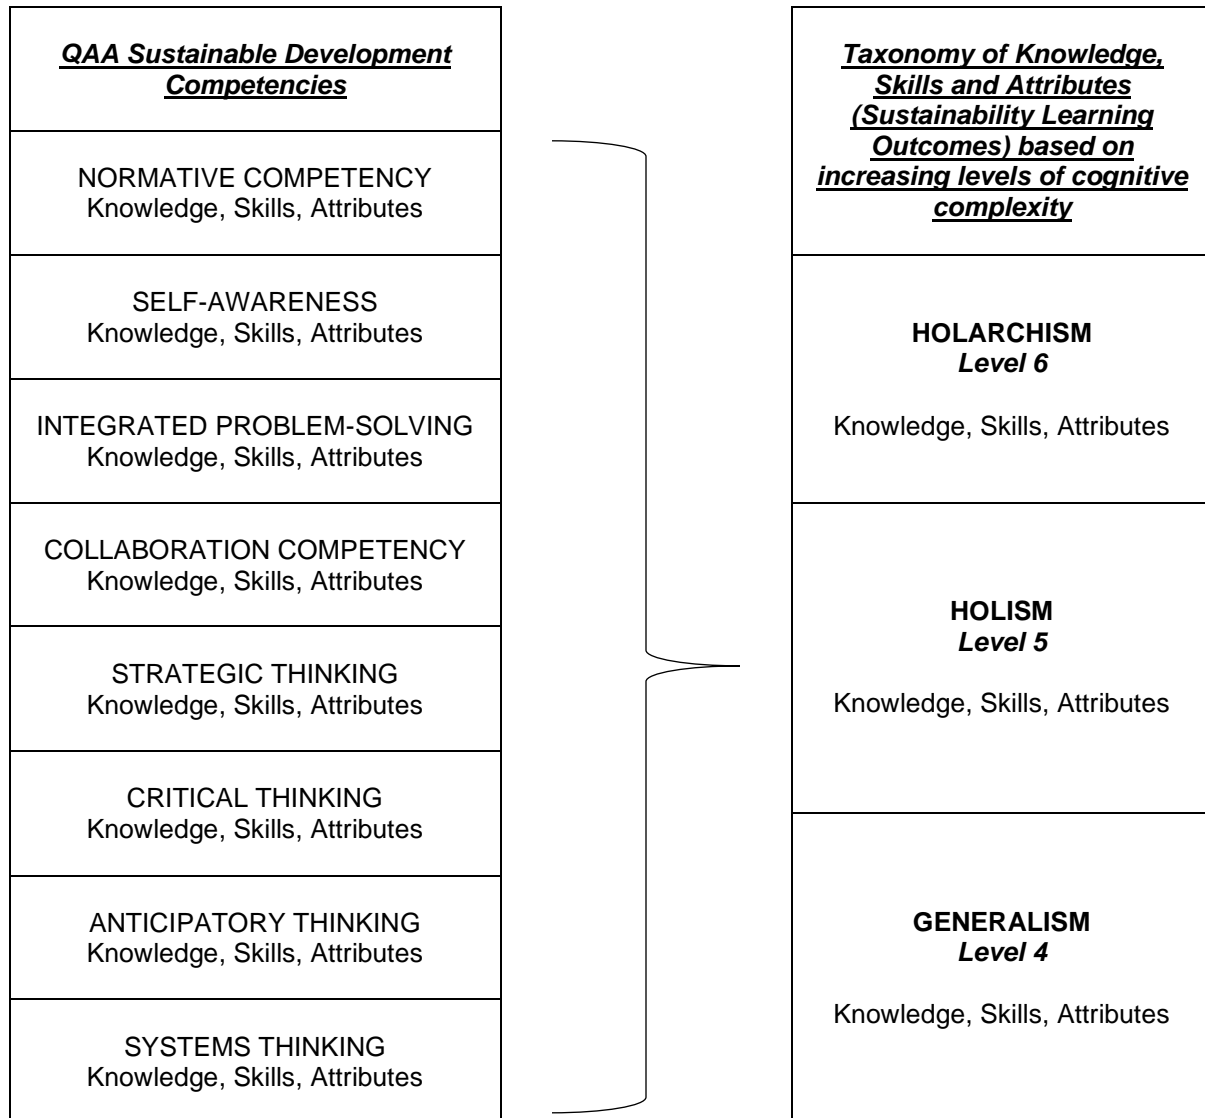 QAA Sustainable Development
Competencies
NORMATIVE COMPETENCY
Knowledge, Skills, Attributes
SELF-AWARENESS
Knowledge, Skills, Attributes
INTEGRATED PROBLEM-SOLVING
Knowledge, Skills, Attributes
COLLABORATION COMPETENCY
Knowledge, Skills, Attributes
STRATEGIC THINKING
Knowledge, Skills, Attributes
CRITICAL THINKING
Knowledge, Skills, Attributes
ANTICIPATORY THINKING
Knowledge, Skills, Attributes
SYSTEMS THINKING
Knowledge, Skills, Attributes
Taxonomy of Knowledge,
Skills and Attributes
(Sustainability Learning
Outcomes) based on
increasing levels of cognitive
complexity
HOLARCHISM
Level 6
Knowledge, Skills, Attributes
HOLISM
Level 5
Knowledge, Skills, Attributes
GENERALISM
Level 4
Knowledge, Skills, Attributes